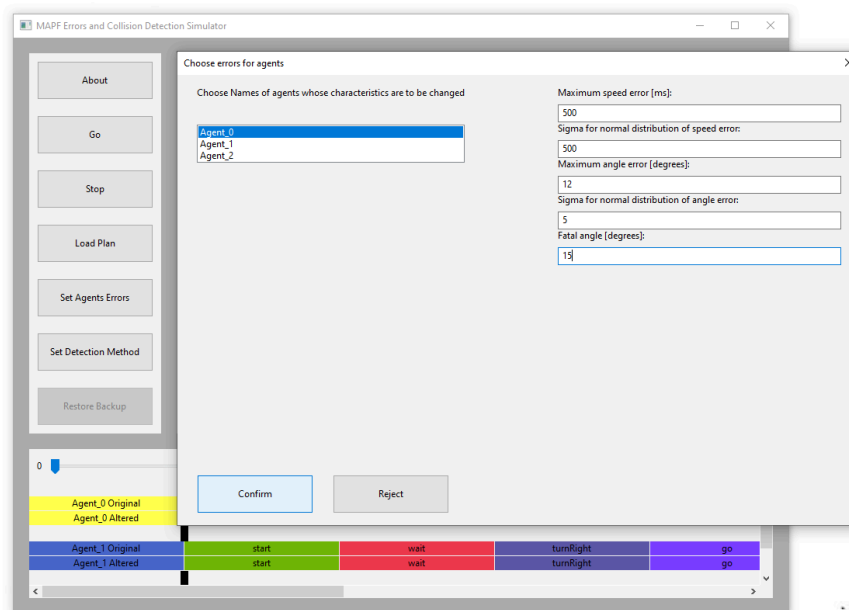 MAPF Errors and Collision Detection Simulator
About
Go
Stop
Load Plan
Set Agents Errors
Set Detection Method
Restore Backup
Choose errors for agents
Choose Names of agents whose characteristics are to be changed
Agent_0
Agent_1
Agent_2
Maximum speed error [ms]:
500
Sigma for normal distribution of speed error:
500
Maximum angle error [degrees]:
12
Sigma for normal distribution of angle error:
5
Fatal angle [degrees]:
15
Confirm Reject
0
Agent_0 Original
Agent_0 Altered
Agent_1 Original start wait turnRight go
Agent_1 Altered start wait turnRight go